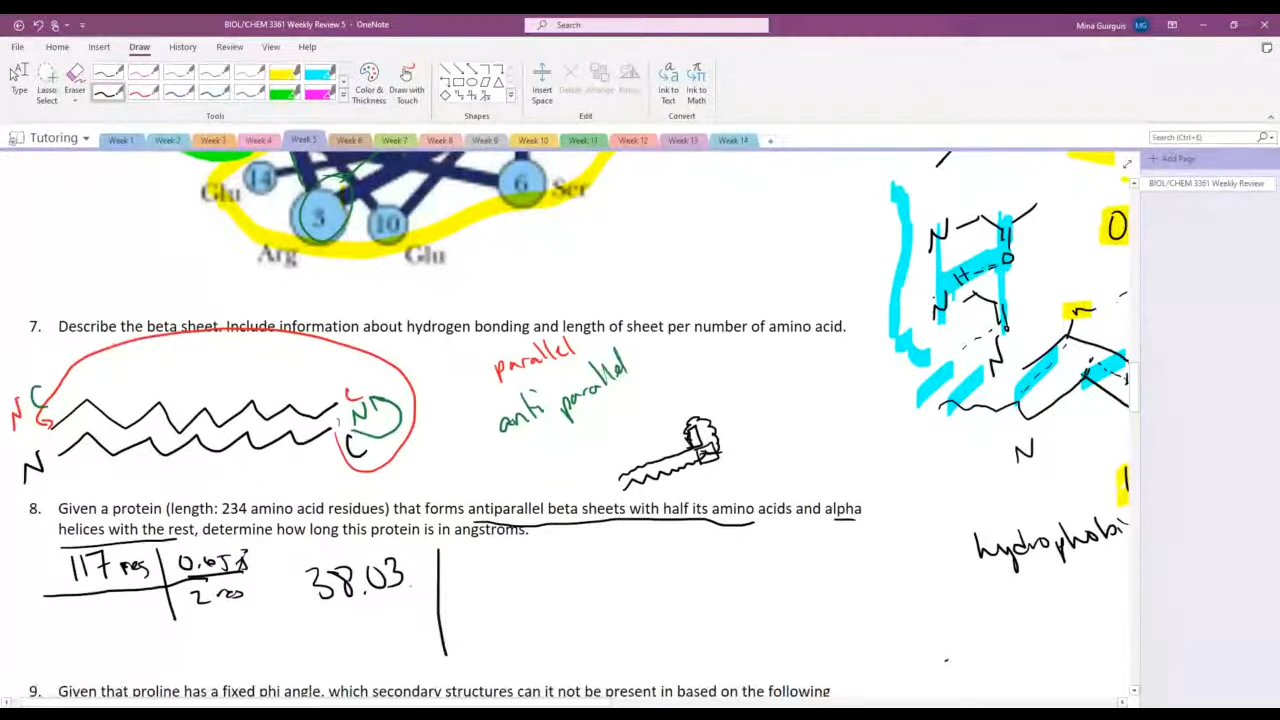 BIOL/CHEM 3361 Weekly Review 5 - OneNote
Search
Mina Guirguis MG
File Home Insert Draw History Review View Help
Type
Lasso Select
Eraser
Color & Thickness
Draw with Touch
Insert Space
Delete
Arrange
Ink to Text
Ink to Math
Tools
Shapes
Edit
Convert
Tutoring
Week 1 Week 2 Week 3 Week 4 Week 5 Week 6 Week 7 Week 8 Week 9 Week 10 Week 11 Week 12 Week 13 Week 14
Search (Ctrl+E)
Add Page
BIOL/CHEM 3361 Weekly Review
Glu 14
3
10
6 Ser
Arg
Glu
N
O
H
O
N
N
N
7. Describe the beta sheet. Include information about hydrogen bonding and length of sheet per number of amino acid.
parallel
anti parallel
N C
C
N
N
C
8. Given a protein (length: 234 amino acid residues) that forms antiparallel beta sheets with half its amino acids and alpha
helices with the rest, determine how long this protein is in angstroms.
hydrophobi
117 res
2 res
38.03
9. Given that proline has a fixed phi angle, which secondary structures can it not be present in based on the following